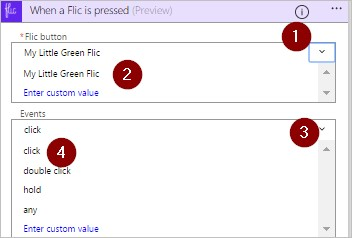 flic When a Flic is pressed (Preview)
* Flic button
1
My Little Green Flic
My Little Green Flic
2
Enter custom value
Events
click
3
click
4
double click
hold
any
Enter custom value